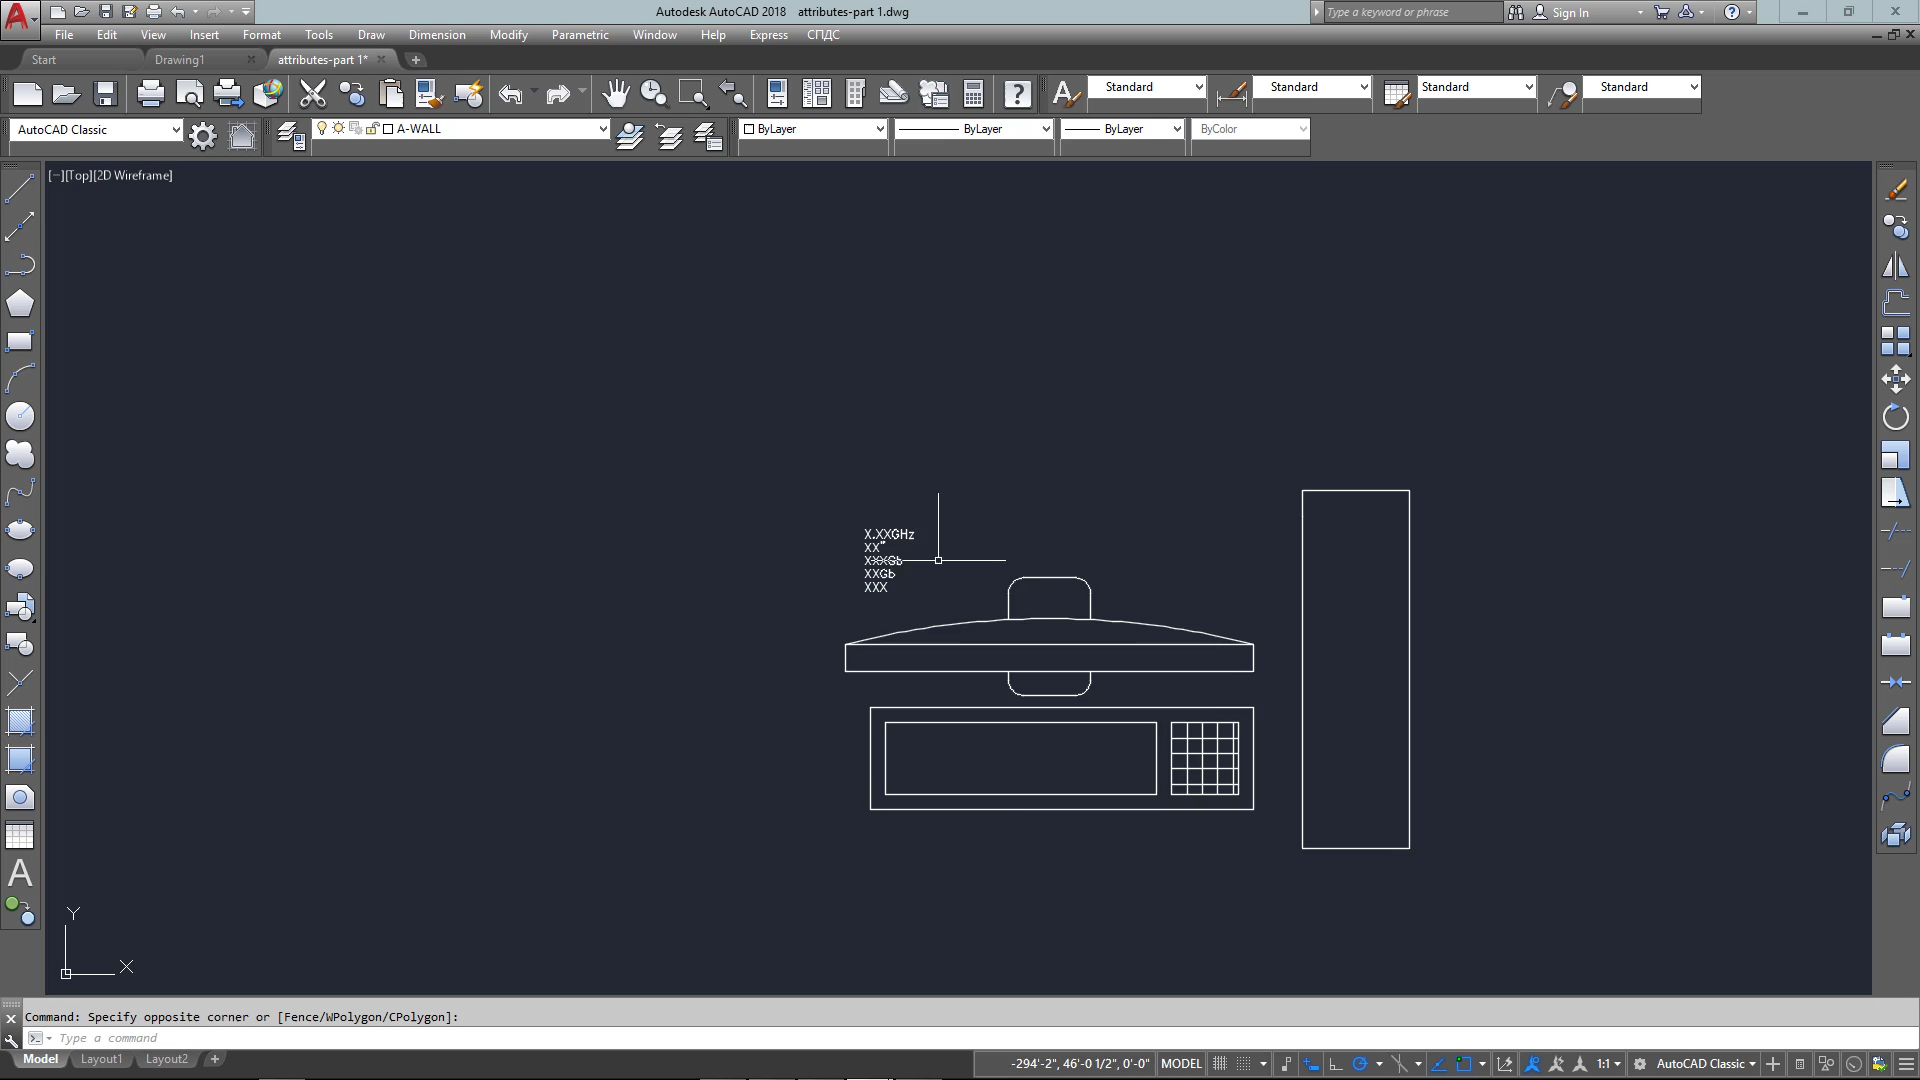 Autodesk AutoCAD 2018 attributes-part 1.dwg
Type a keyword or phrase
Sign In
File Edit View Insert Format Tools Draw Dimension Modify Parametric Window Help Express СПДС
Start Drawing1 attributes-part 1*
Standard Standard Standard Standard
AutoCAD Classic A-WALL ByLayer ByLayer ByLayer ByColor
[−][Top][2D Wireframe]
X.XXGHz
XX"
XXXGb
XXGb
XXX
Y
X
Command: Specify opposite corner or [Fence/WPolygon/CPolygon]:
Type a command
Model Layout1 Layout2
-294'-2", 46'-0 1/2", 0'-0" MODEL 1:1 AutoCAD Classic